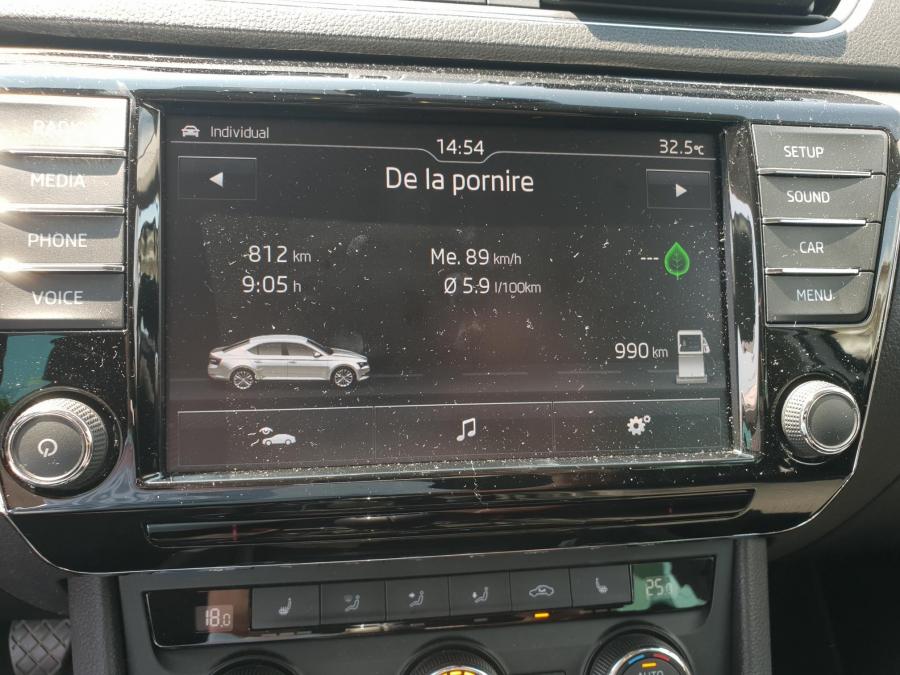 RADIO
MEDIA
PHONE
VOICE
Individual
14:54
32.5°C
De la pornire
812 km
9:05 h
Me. 89 km/h
Ø 5.9 l/100km
---
990 km
SETUP
SOUND
CAR
MENU
18.0
25.0
AUTO